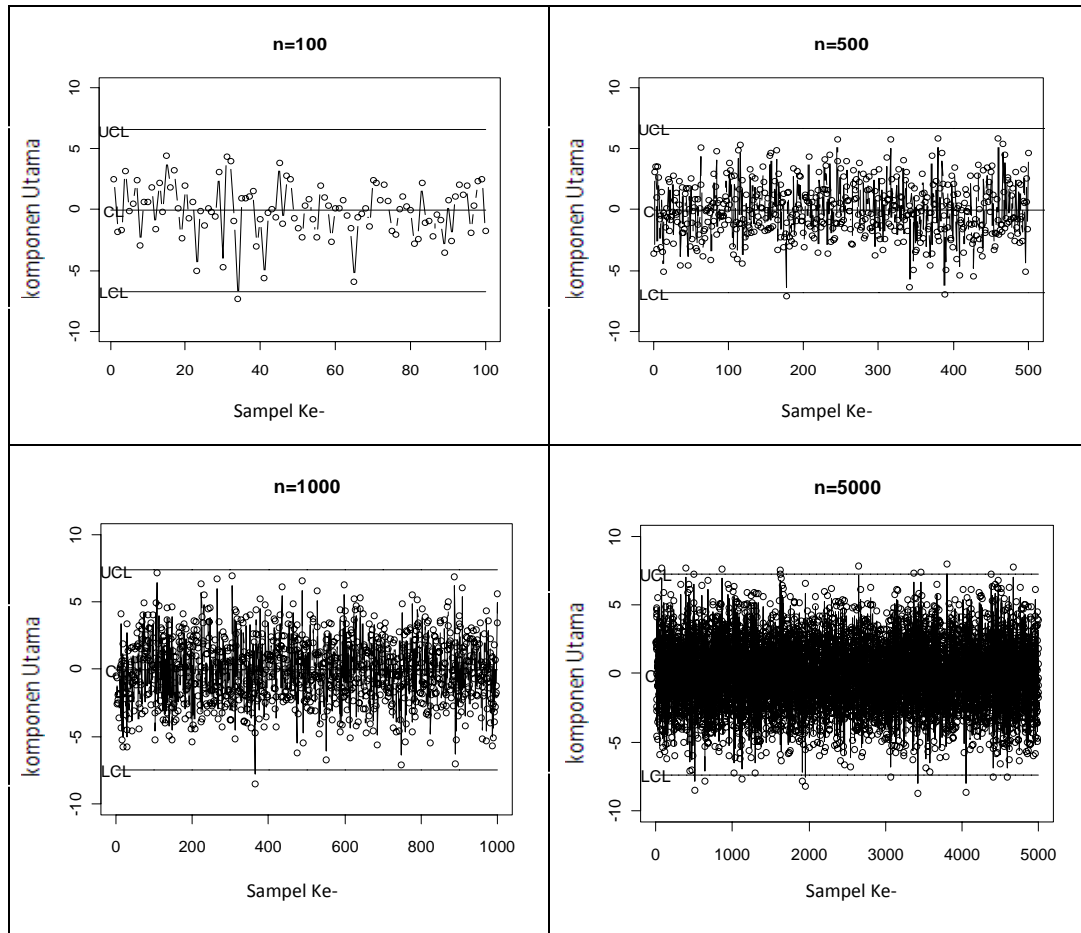 n=100
komponen Utama
10
5
0
-5
-10
UCL
CL
LCL
0 20 40 60 80 100
Sampel Ke-
n=500
komponen Utama
10
5
0
-5
-10
UCL
C
LCL
0 100 200 300 400 500
Sampel Ke-
n=1000
komponen Utama
10
5
0
-5
-10
UCL
C
LCL
0 200 400 600 800 1000
Sampel Ke-
n=5000
komponen Utama
10
5
0
-5
-10
UCL
C
LCL
0 1000 2000 3000 4000 5000
Sampel Ke-